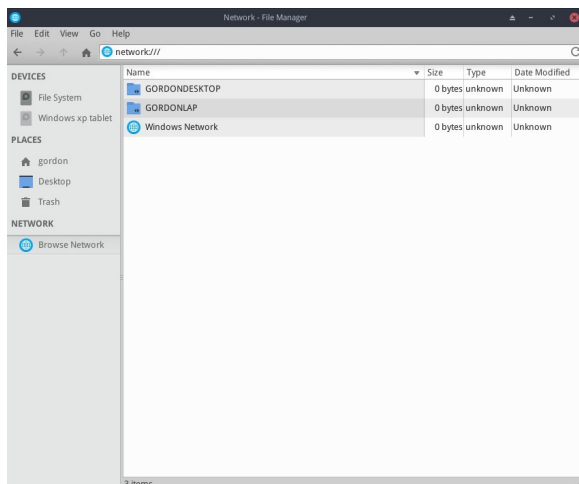 Network - File Manager
File Edit View Go Help
network:///
DEVICES
File System
Windows xp tablet
PLACES
gordon
Desktop
Trash
NETWORK
Browse Network
Name Size Type Date Modified
GORDONDESKTOP 0 bytes unknown Unknown
GORDONLAP 0 bytes unknown Unknown
Windows Network 0 bytes unknown Unknown
3 items